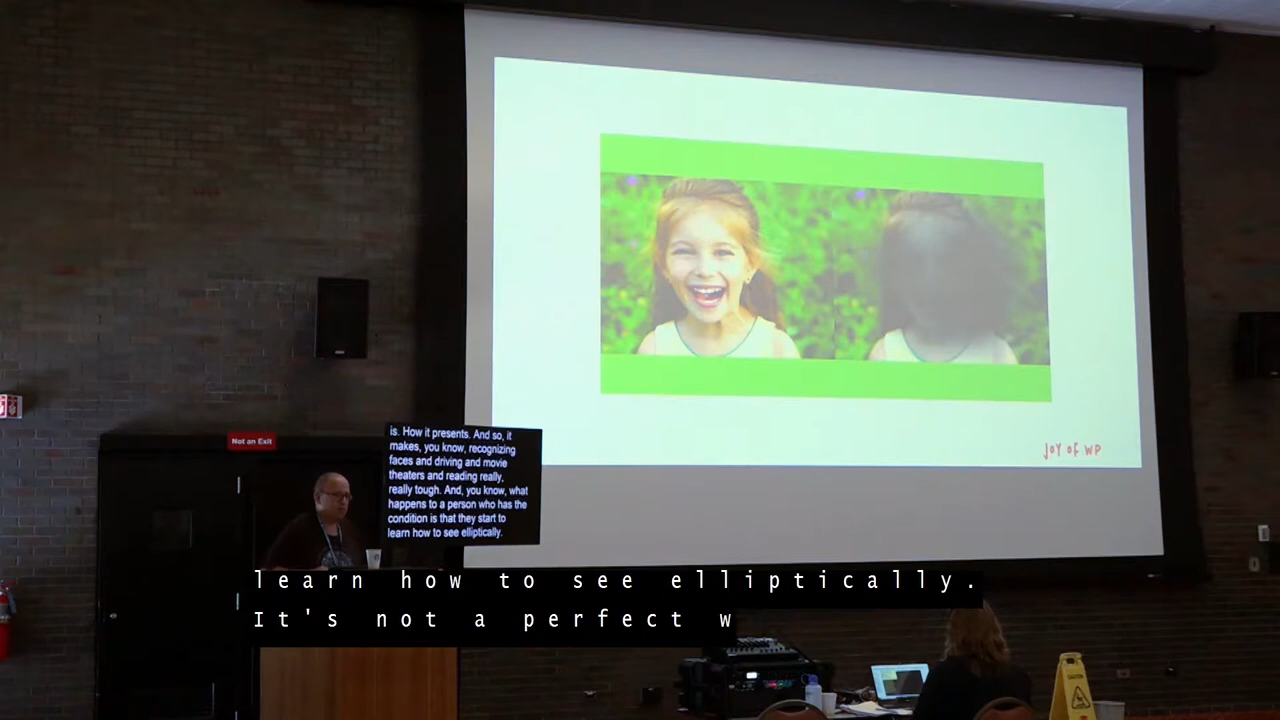 JOY OF WP
Not an Exit
is. How it presents. And so, it
makes, you know, recognizing
faces and driving and movie
theaters and reading really,
really tough. And, you know, what
happens to a person who has the
condition is that they start to
learn how to see elliptically.
learn how to see elliptically.
It's not a perfect w
CAUTION